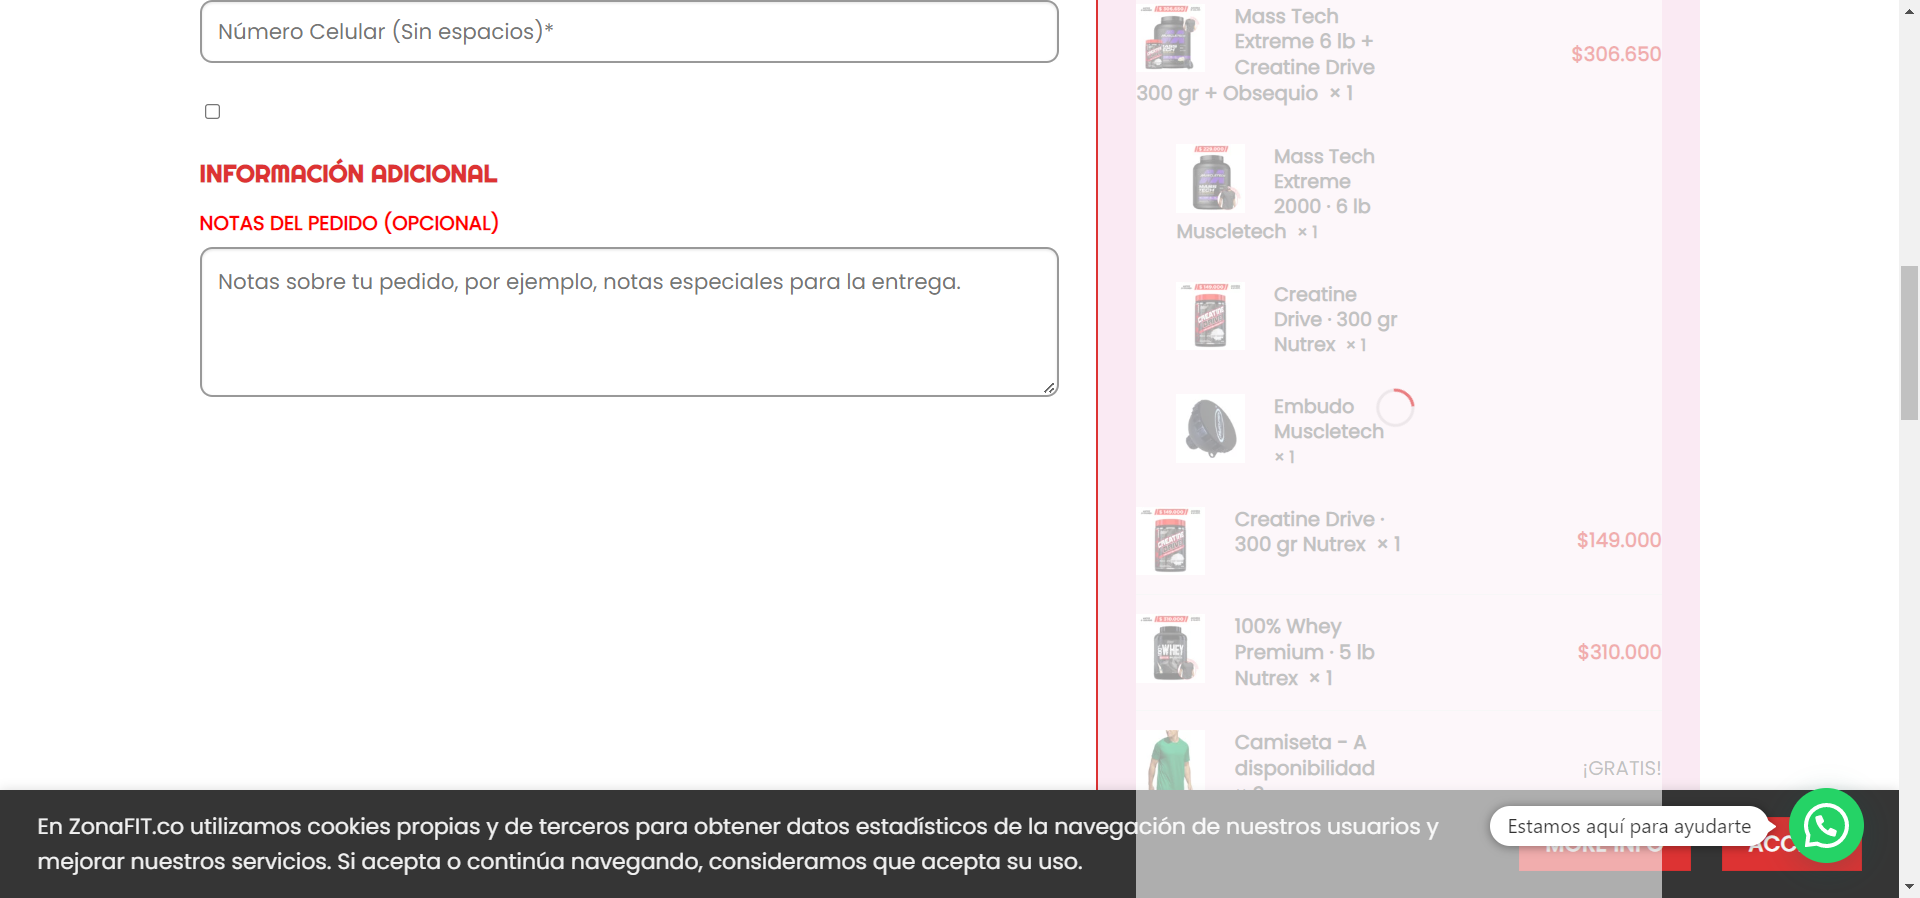 Número Celular (Sin espacios)*
INFORMACIÓN ADICIONAL
NOTAS DEL PEDIDO (OPCIONAL)
Notas sobre tu pedido, por ejemplo, notas especiales para la entrega.
Mass Tech
Extreme 6 lb +
Creatine Drive
300 gr + Obsequio × 1
$306.650
Mass Tech
Extreme
2000 · 6 lb
Muscletech × 1
Creatine
Drive · 300 gr
Nutrex × 1
Embudo
Muscletech
× 1
Creatine Drive ·
300 gr Nutrex × 1
$149.000
100% Whey
Premium · 5 lb
Nutrex × 1
$310.000
Camiseta - A
disponibilidad
¡GRATIS!
En ZonaFIT.co utilizamos cookies propias y de terceros para obtener datos estadísticos de la navegación de nuestros usuarios y
mejorar nuestros servicios. Si acepta o continúa navegando, consideramos que acepta su uso.
Estamos aquí para ayudarte
MORE INFO